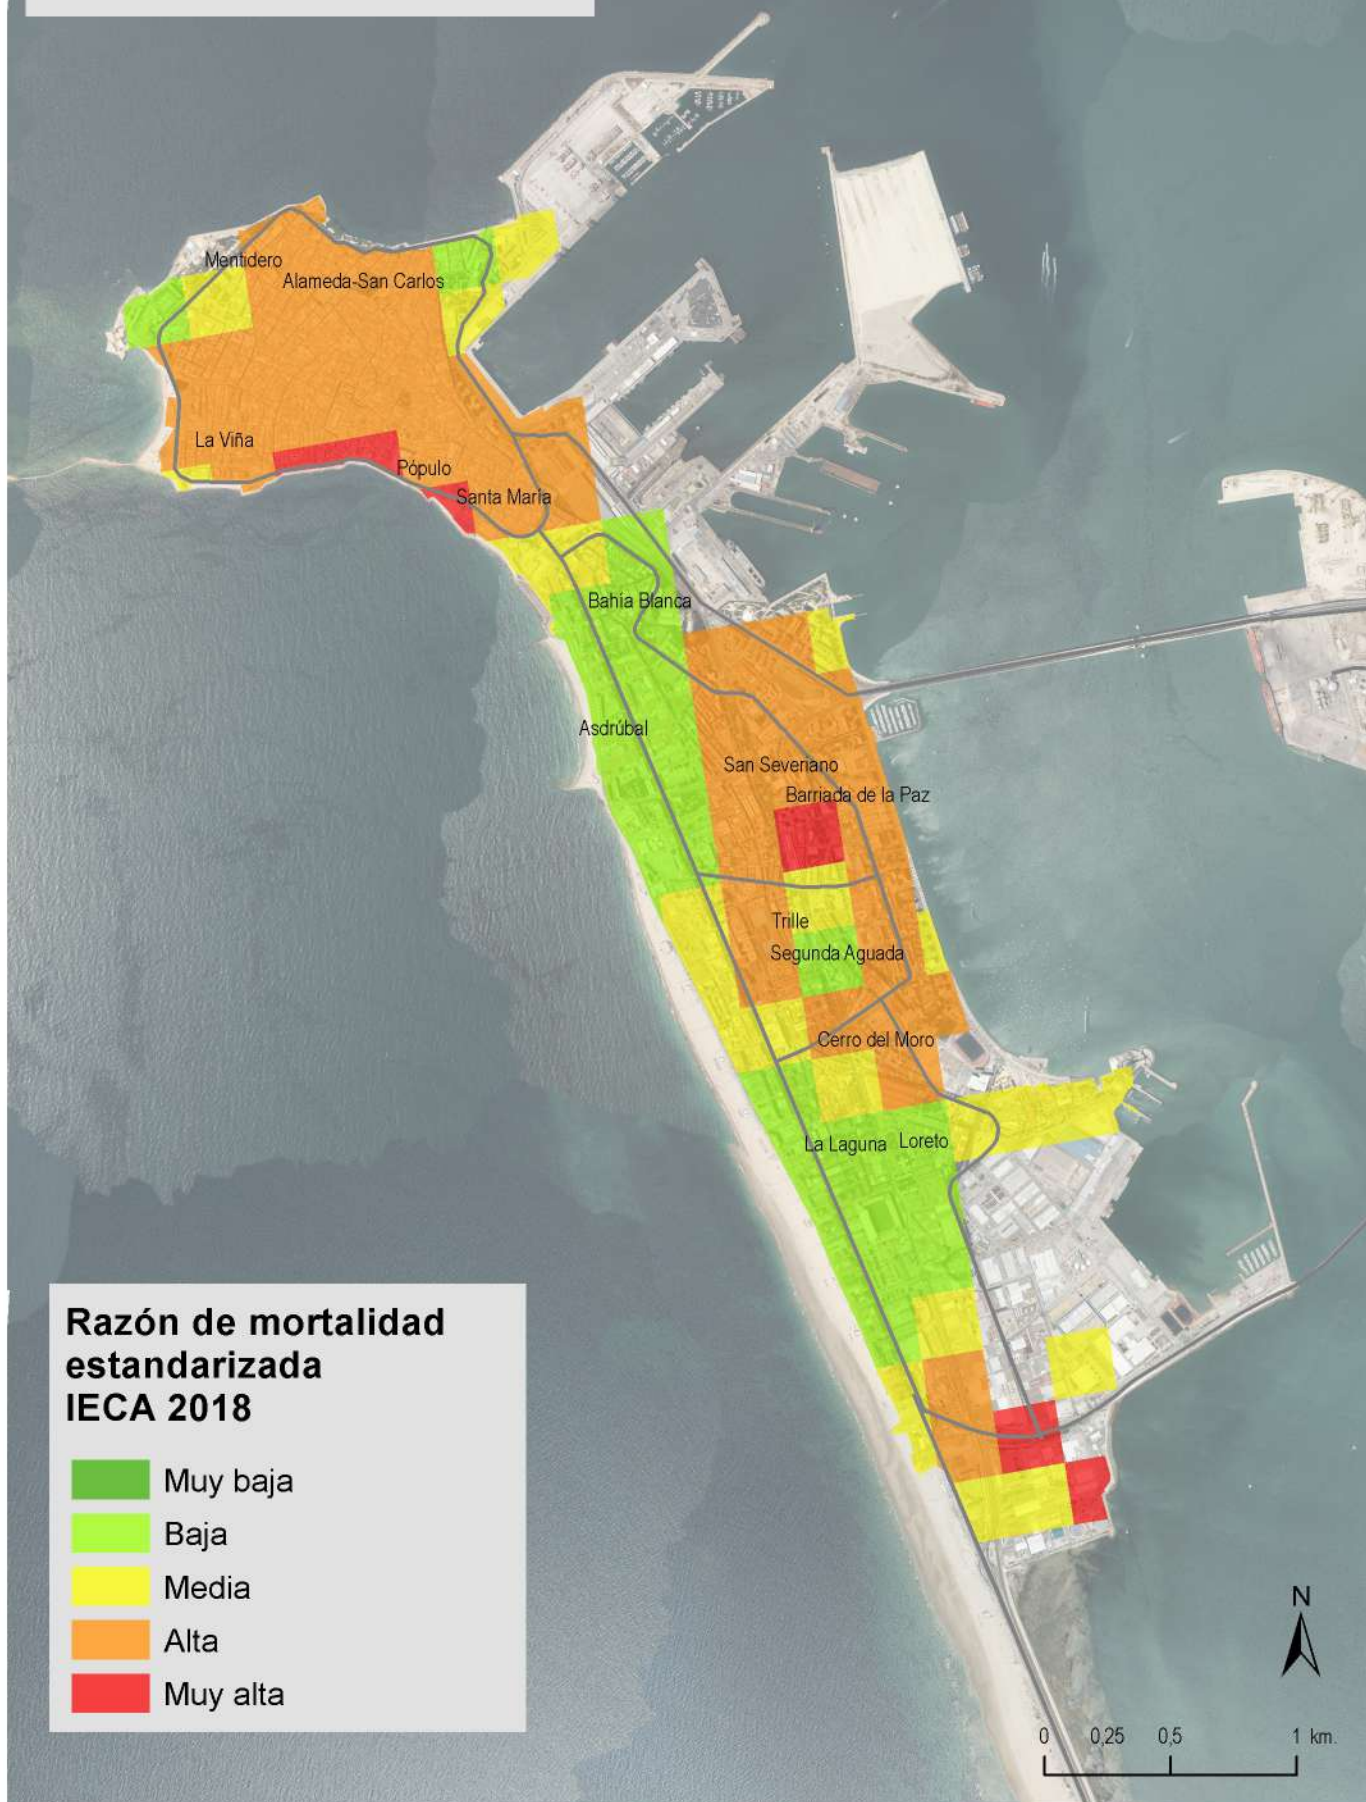 Mentidero
Alameda-San Carlos
La Viña
Pópulo
Santa María
Bahía Blanca
Asdrúbal
San Severiano
Barriada de la Paz
Trille
Segunda Aguada
Cerro del Moro
La Laguna Loreto
Razón de mortalidad
estandarizada
IECA 2018
Muy baja
Baja
Media
Alta
Muy alta
N
0 0,25 0,5 1 km.